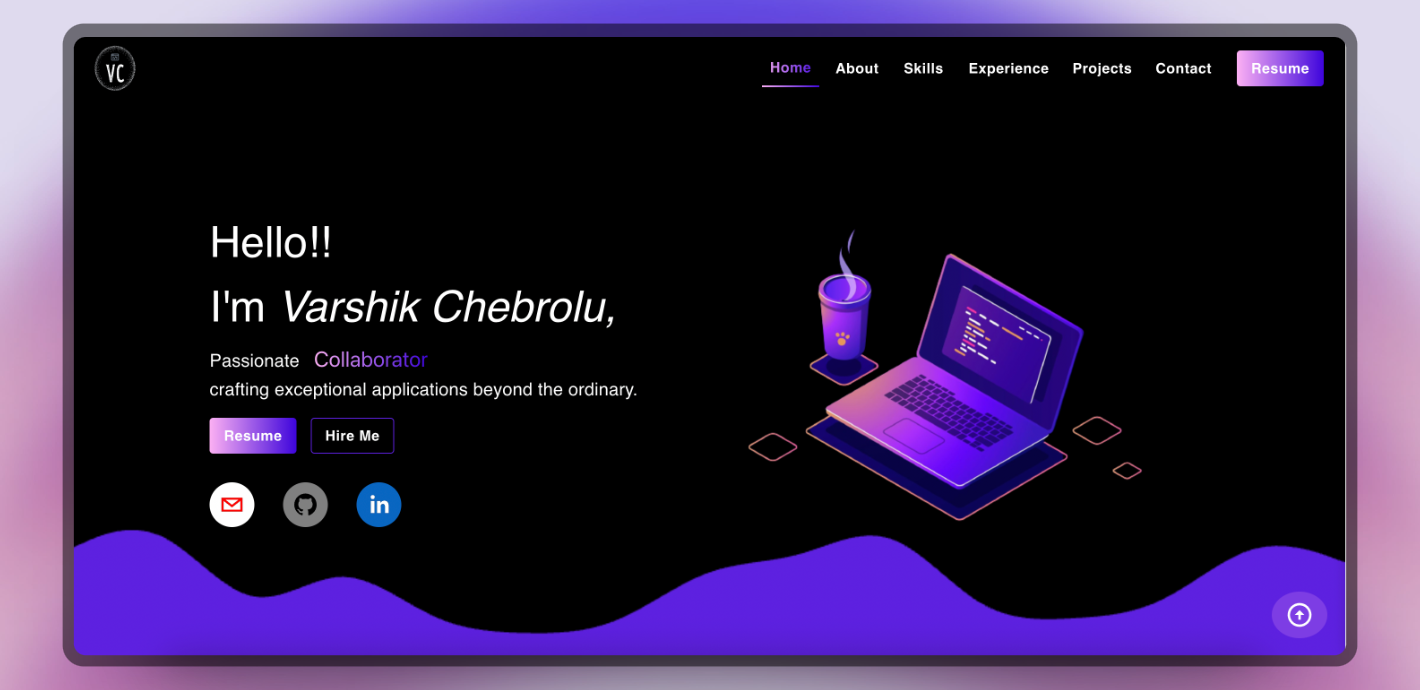 VC
Home About Skills Experience Projects Contact Resume
Hello!!
I'm Varshik Chebrolu,
Passionate Collaborator
crafting exceptional applications beyond the ordinary.
Resume Hire Me
in